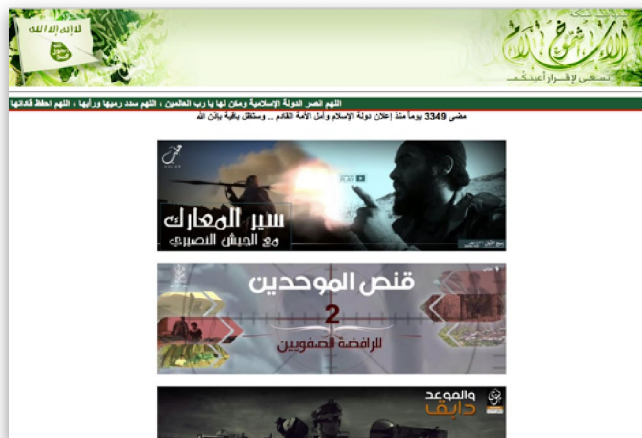 لا إله إلا الله
تسعى لإقرار أعينكم
اللهم انصر الدولة الإسلامية ومكن لها يا رب العالمين ، اللهم سدد رميها ورأيها ، اللهم احفظ قادتها
مضى 3349 يوماً منذ إعلان دولة الإسلام وأمل الأمة القادم .. وستظل باقية بإذن الله
PLAY
سير المعارك
مع الجيش النصيري
قنص الموحدين
2
للرافضة الصفويين
والموعد
دابق